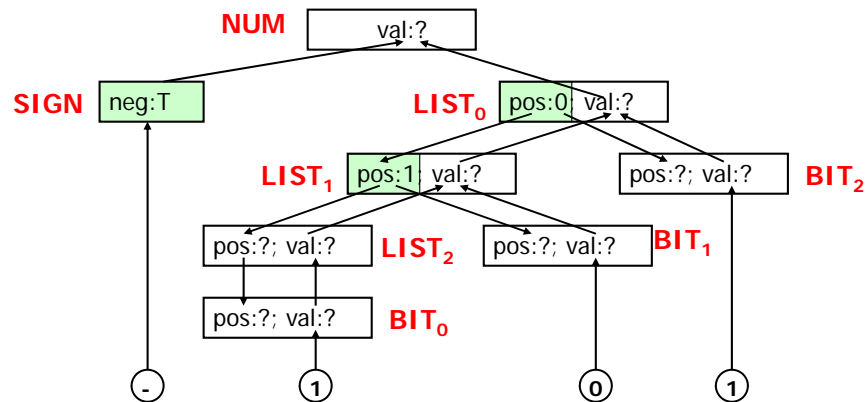 NUM val:?
SIGN neg:T LIST0 pos:0; val:?
LIST1 pos:1; val:? pos:?; val:? BIT2
pos:?; val:? LIST2 pos:?; val:? BIT1
pos:?; val:? BIT0
- 1 0 1